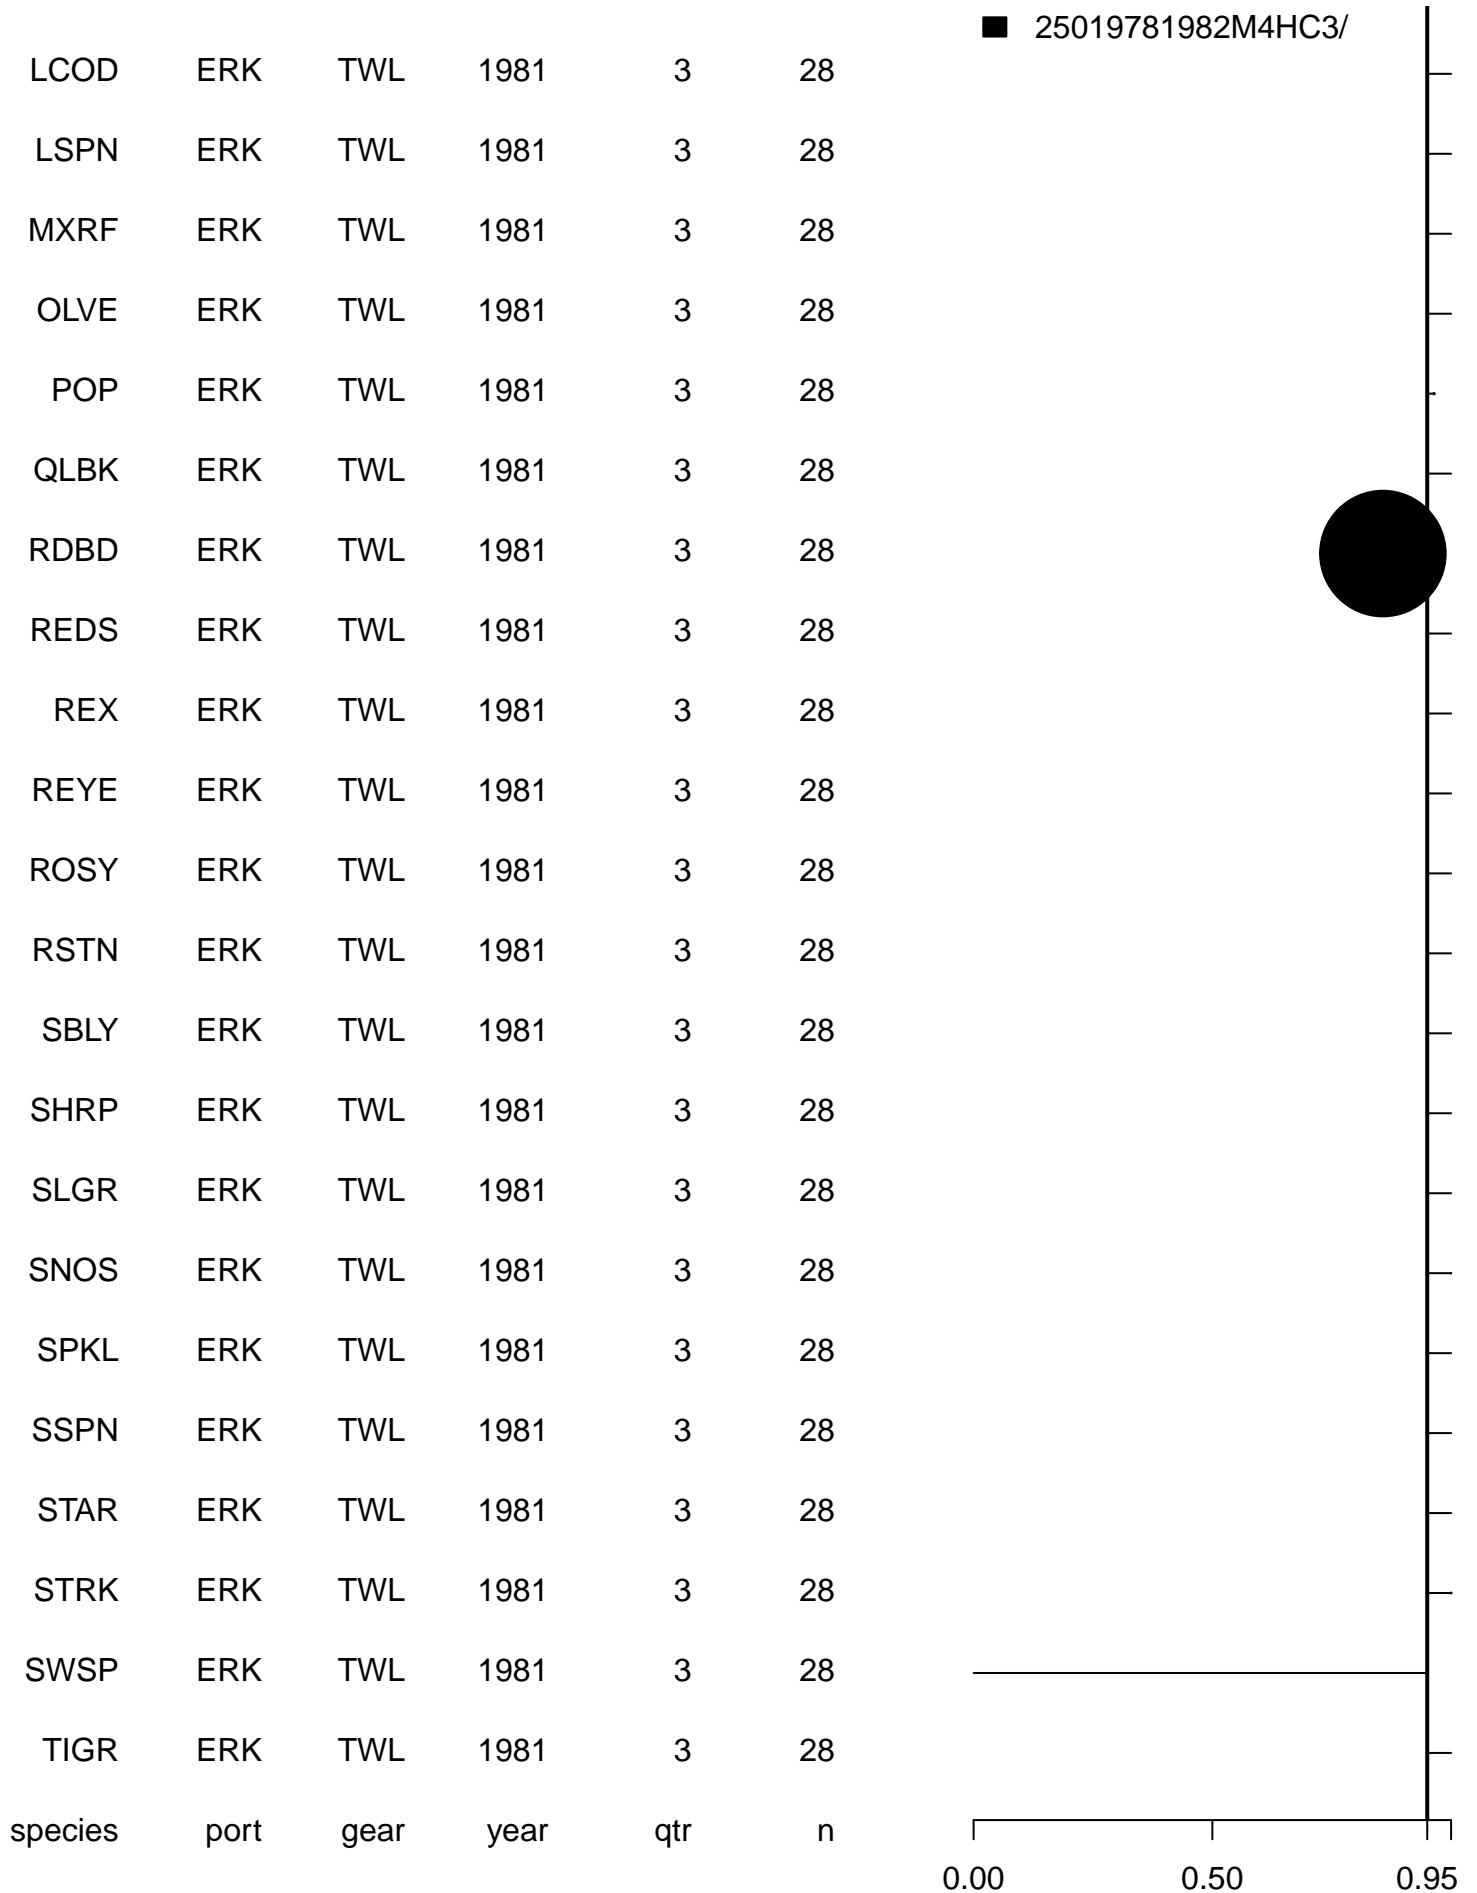 25019781982M4HC3/
LCOD ERK TWL 1981 3 28
LSPN ERK TWL 1981 3 28
MXRF ERK TWL 1981 3 28
OLVE ERK TWL 1981 3 28
POP ERK TWL 1981 3 28
QLBK ERK TWL 1981 3 28
RDBD ERK TWL 1981 3 28
REDS ERK TWL 1981 3 28
REX ERK TWL 1981 3 28
REYE ERK TWL 1981 3 28
ROSY ERK TWL 1981 3 28
RSTN ERK TWL 1981 3 28
SBLY ERK TWL 1981 3 28
SHRP ERK TWL 1981 3 28
SLGR ERK TWL 1981 3 28
SNOS ERK TWL 1981 3 28
SPKL ERK TWL 1981 3 28
SSPN ERK TWL 1981 3 28
STAR ERK TWL 1981 3 28
STRK ERK TWL 1981 3 28
SWSP ERK TWL 1981 3 28
TIGR ERK TWL 1981 3 28
species port gear year qtr n
0.00 0.50 0.95